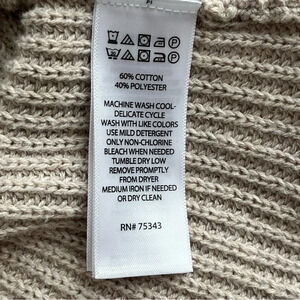 60% COTTON
40% POLYESTER
MACHINE WASH COOL-
DELICATE CYCLE
WASH WITH LIKE COLORS
USE MILD DETERGENT
ONLY NON-CHLORINE
BLEACH WHEN NEEDED
TUMBLE DRY LOW
REMOVE PROMPTLY
FROM DRYER
MEDIUM IRON IF NEEDED
OR DRY CLEAN
RN# 75343